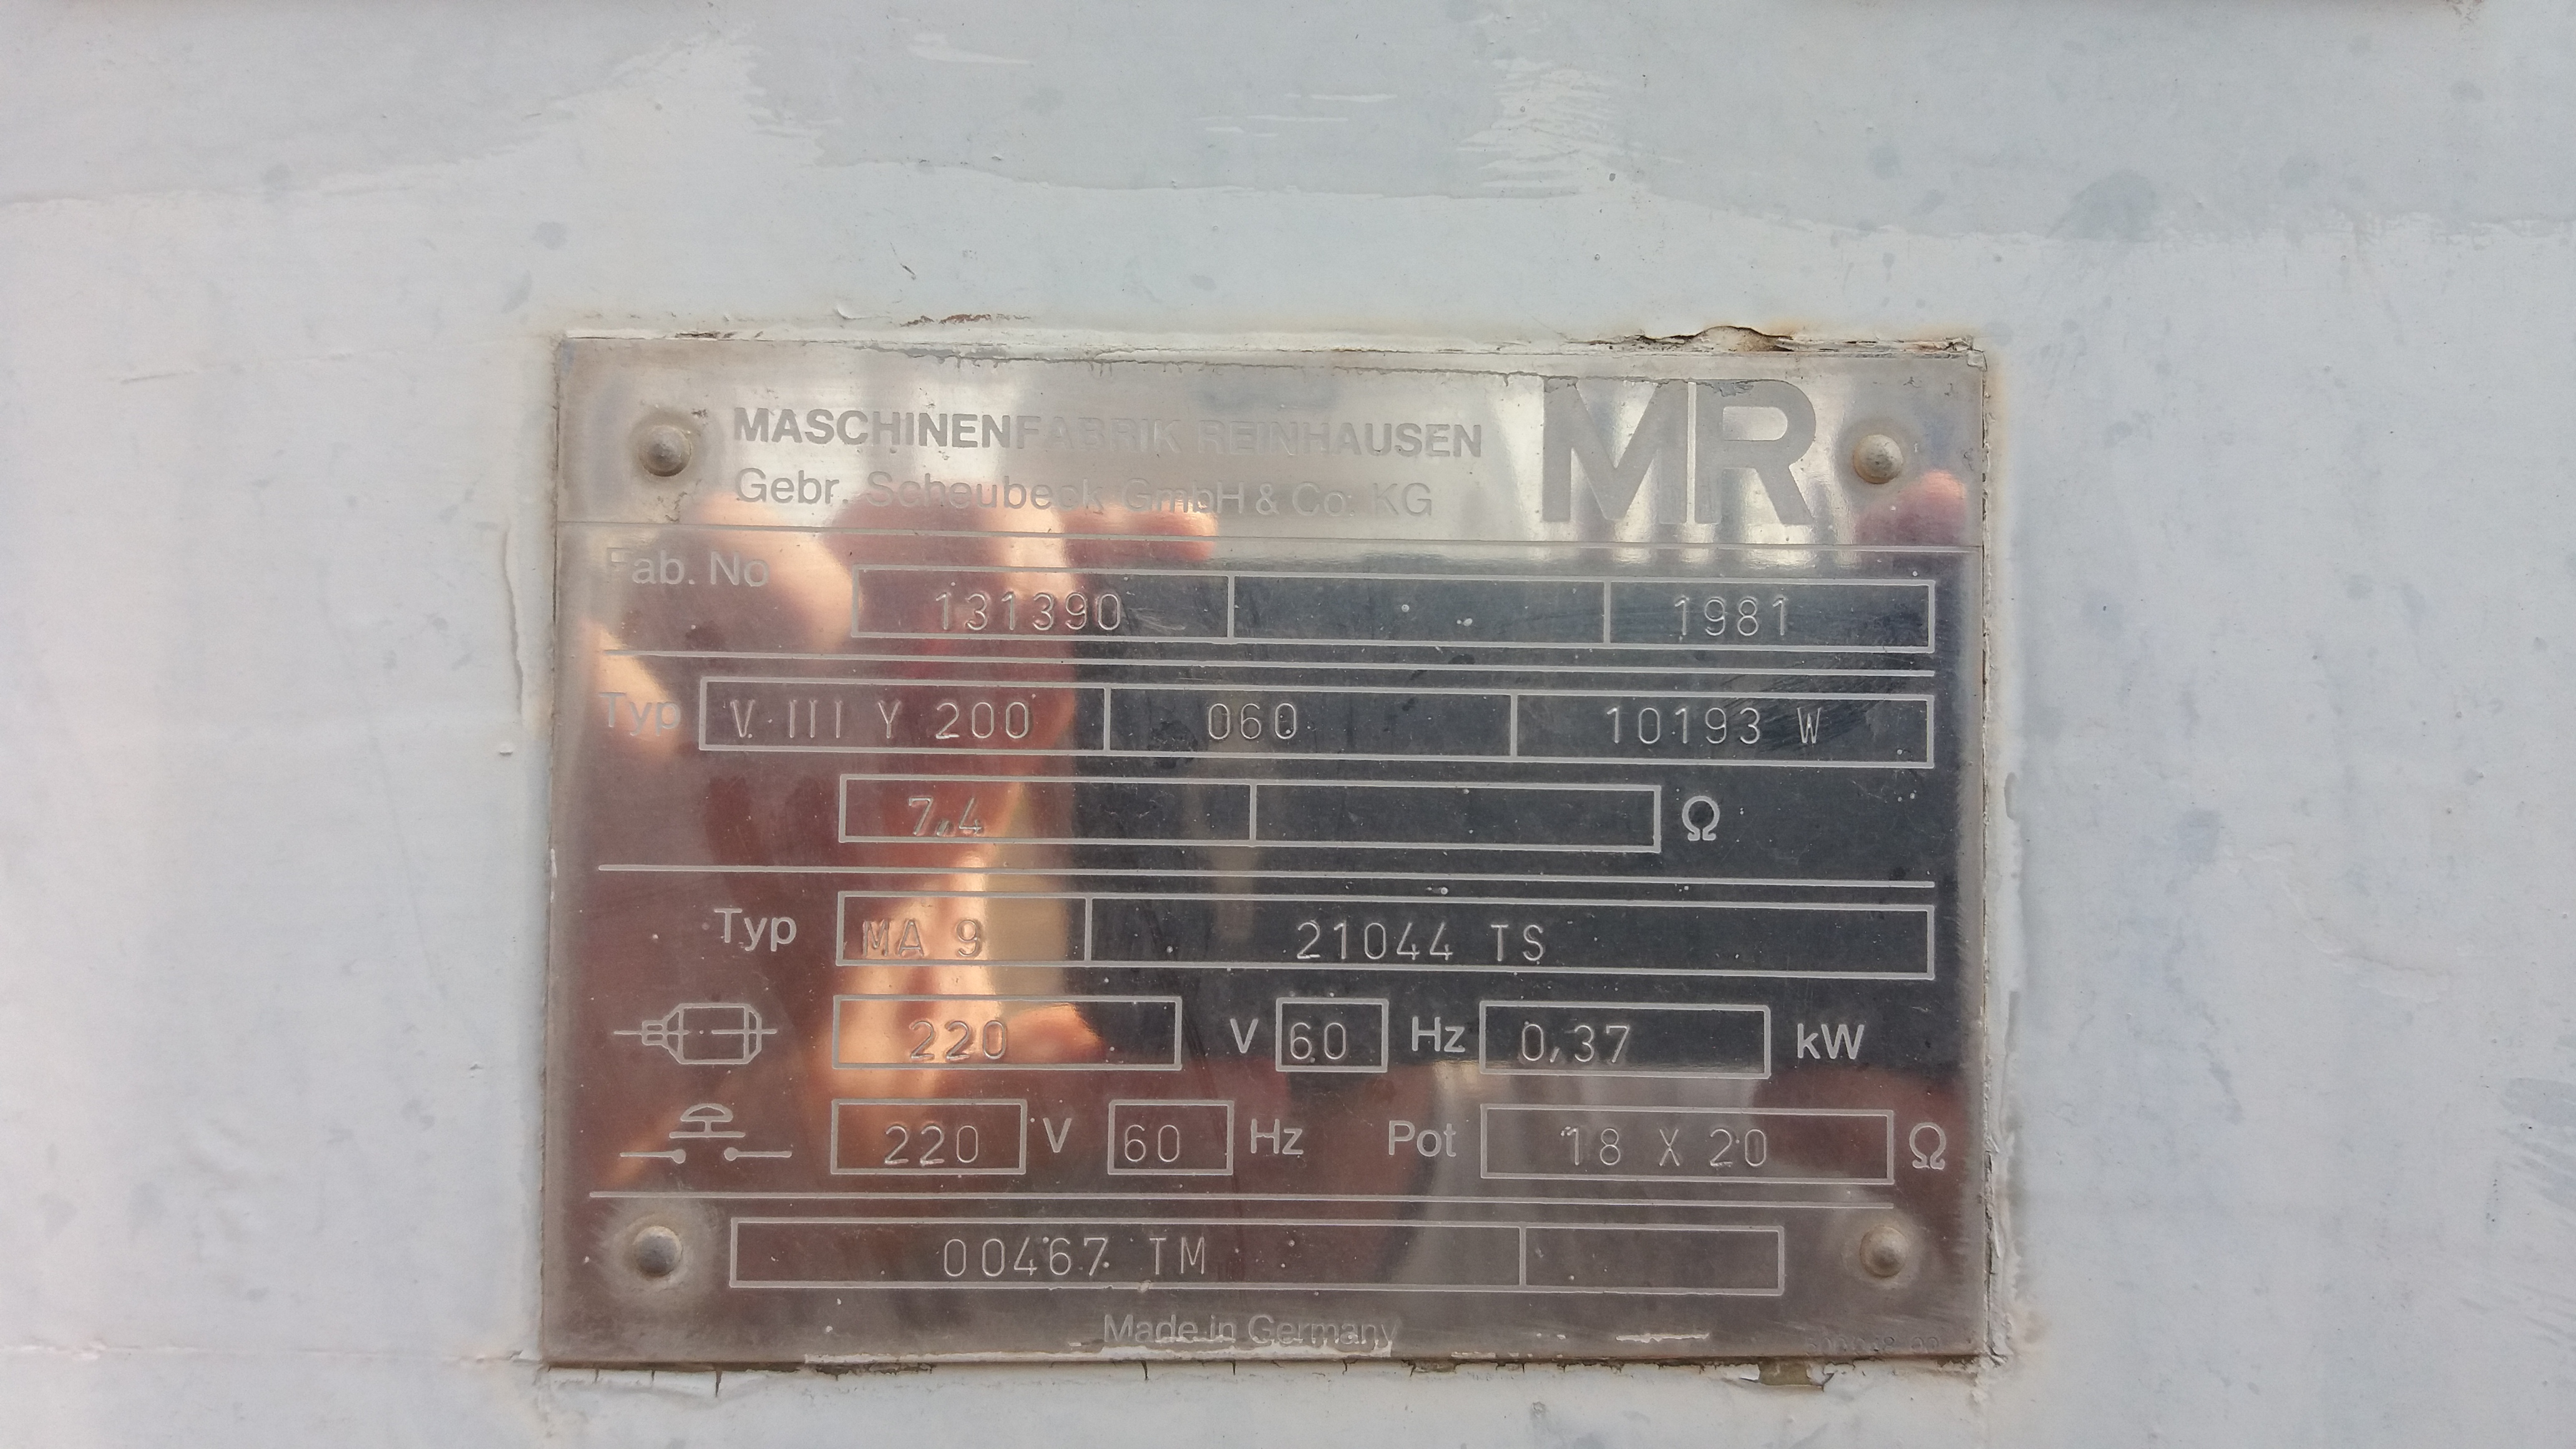 MASCHINENFABRIK REINHAUSEN MR
Gebr. Scheubeck GmbH & Co. KG
Fab. No 131390 1981
Typ V III Y 200 060 10193 W
7,4 Ω
Typ MA 9 21044 TS
220 V 60 Hz 0,37 kW
220 V 60 Hz Pot 18 X 20 Ω
00467 TM
Made in Germany